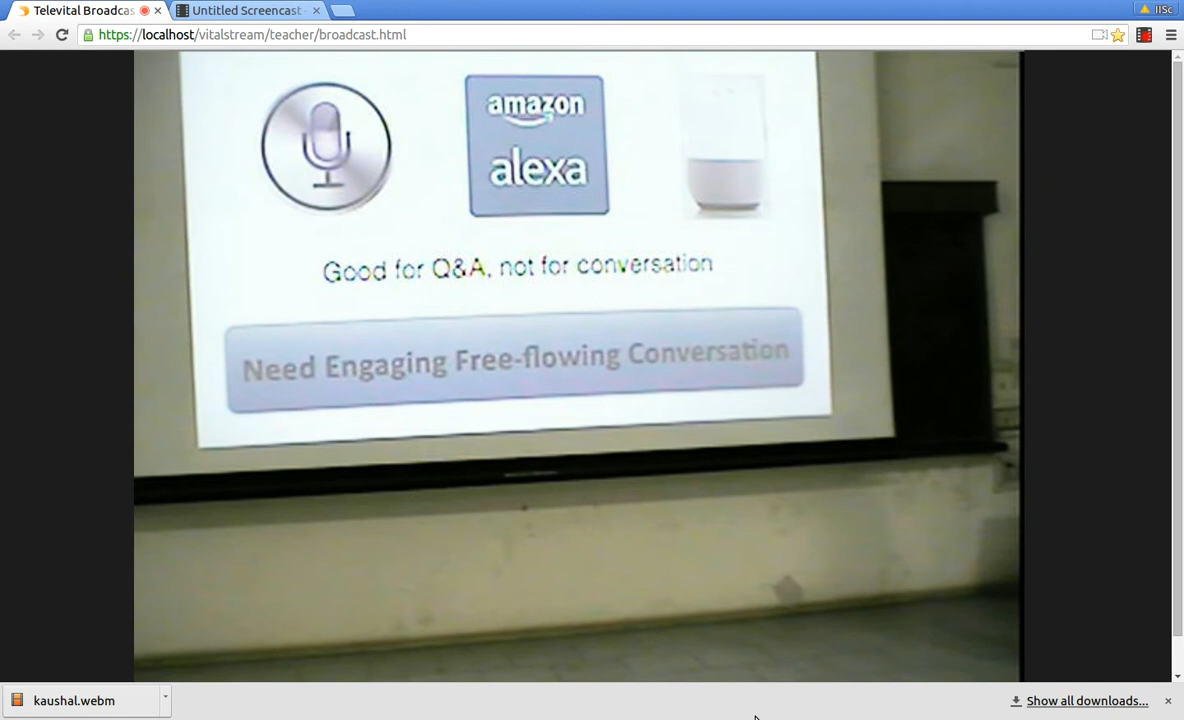 Televital Broadcas
Untitled Screencast
IISc
https://localhost/vitalstream/teacher/broadcast.html
amazon
alexa
Good for Q&A, not for conversation
Need Engaging Free-flowing Conversation
kaushal.webm
Show all downloads...